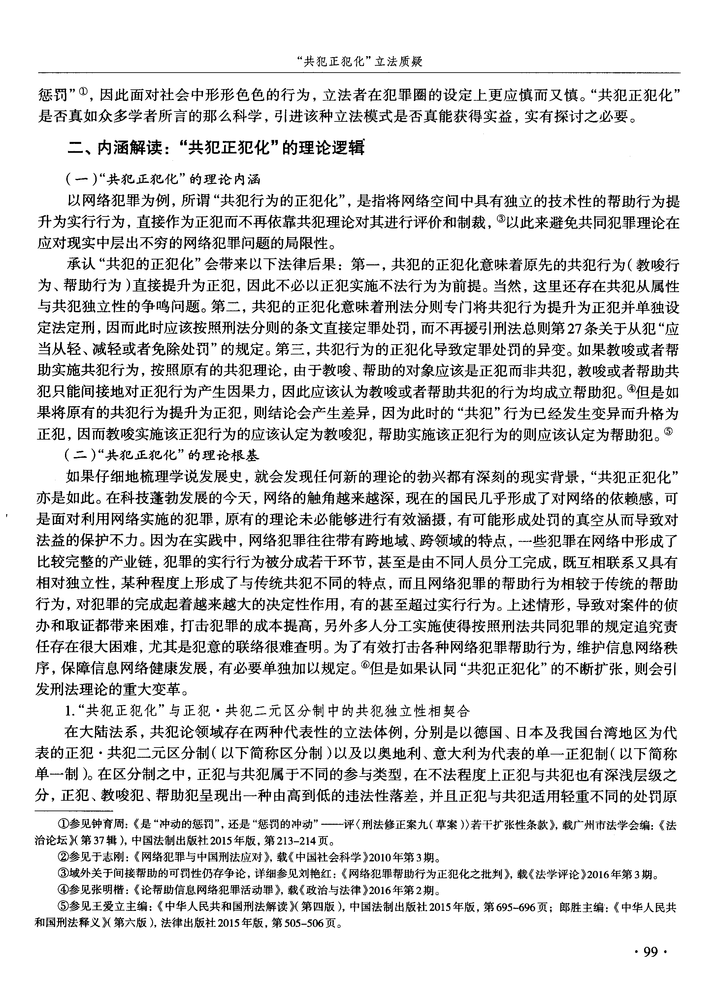 “共犯正犯化”立法质疑
惩罚”①，因此面对社会中形形色色的行为，立法者在犯罪圈的设定上更应慎而又慎。“共犯正犯化”
是否真如众多学者所言的那么科学，引进该种立法模式是否真能获得实益，实有探讨之必要。
二、内涵解读：“共犯正犯化”的理论逻辑
（一）“共犯正犯化”的理论内涵
以网络犯罪为例，所谓“共犯行为的正犯化”，是指将网络空间中具有独立的技术性的帮助行为提
升为实行行为，直接作为正犯而不再依靠共犯理论对其进行评价和制裁，③以此来避免共同犯罪理论在
应对现实中层出不穷的网络犯罪问题的局限性。
承认“共犯的正犯化”会带来以下法律后果：第一，共犯的正犯化意味着原先的共犯行为（教唆行
为、帮助行为）直接提升为正犯，因此不必以正犯实施不法行为为前提。当然，这里还存在共犯从属性
与共犯独立性的争鸣问题。第二，共犯的正犯化意味着刑法分则专门将共犯行为提升为正犯并单独设
定法定刑，因而此时应该按照刑法分则的条文直接定罪处罚，而不再援引刑法总则第27条关于从犯“应
当从轻、减轻或者免除处罚”的规定。第三，共犯行为的正犯化导致定罪处罚的异变。如果教唆或者帮
助实施共犯行为，按照原有的共犯理论，由于教唆、帮助的对象应该是正犯而非共犯，教唆或者帮助共
犯只能间接地对正犯行为产生因果力，因此应该认为教唆或者帮助共犯的行为均成立帮助犯。④但是如
果将原有的共犯行为提升为正犯，则结论会产生差异，因为此时的“共犯”行为已经发生变异而升格为
正犯，因而教唆实施该正犯行为的应该认定为教唆犯，帮助实施该正犯行为的则应该认定为帮助犯。⑤
（二）“共犯正犯化”的理论根基
如果仔细地梳理学说发展史，就会发现任何新的理论的勃兴都有深刻的现实背景，“共犯正犯化”
亦是如此。在科技蓬勃发展的今天，网络的触角越来越深，现在的国民几乎形成了对网络的依赖感，可
是面对利用网络实施的犯罪，原有的理论未必能够进行有效涵摄，有可能形成处罚的真空从而导致对
法益的保护不力。因为在实践中，网络犯罪往往带有跨地域、跨领域的特点，一些犯罪在网络中形成了
比较完整的产业链，犯罪的实行行为被分成若干环节，甚至是由不同人员分工完成，既互相联系又具有
相对独立性，某种程度上形成了与传统共犯不同的特点，而且网络犯罪的帮助行为相较于传统的帮助
行为，对犯罪的完成起着越来越大的决定性作用，有的甚至超过实行行为。上述情形，导致对案件的侦
办和取证都带来困难，打击犯罪的成本提高，另外多人分工实施使得按照刑法共同犯罪的规定追究责
任存在很大困难，尤其是犯意的联络很难查明。为了有效打击各种网络犯罪帮助行为，维护信息网络秩
序，保障信息网络健康发展，有必要单独加以规定。⑥但是如果认同“共犯正犯化”的不断扩张，则会引
发刑法理论的重大变革。
1.“共犯正犯化”与正犯·共犯二元区分制中的共犯独立性相契合
在大陆法系，共犯论领域存在两种代表性的立法体例，分别是以德国、日本及我国台湾地区为代
表的正犯·共犯二元区分制（以下简称区分制）以及以奥地利、意大利为代表的单一正犯制（以下简称
单一制）。在区分制之中，正犯与共犯属于不同的参与类型，在不法程度上正犯与共犯也有深浅层级之
分，正犯、教唆犯、帮助犯呈现出一种由高到低的违法性落差，并且正犯与共犯适用轻重不同的处罚原
①参见钟育周：《是“冲动的惩罚”，还是“惩罚的冲动”——评〈刑法修正案九（草案）〉若干扩张性条款》，载广州市法学会编：《法
治论坛》（第37辑），中国法制出版社2015年版，第213-214页。
②参见于志刚：《网络犯罪与中国刑法应对》，载《中国社会科学》2010年第3期。
③域外关于间接帮助的可罚性仍存争论，详细参见刘艳红：《网络犯罪帮助行为正犯化之批判》，载《法学评论》2016年第3期。
④参见张明楷：《论帮助信息网络犯罪活动罪》，载《政治与法律》2016年第2期。
⑤参见王爱立主编：《中华人民共和国刑法解读》（第四版），中国法制出版社2015年版，第695-696页；郎胜主编：《中华人民共
和国刑法释义》（第六版），法律出版社2015年版，第505-506页。
·99·